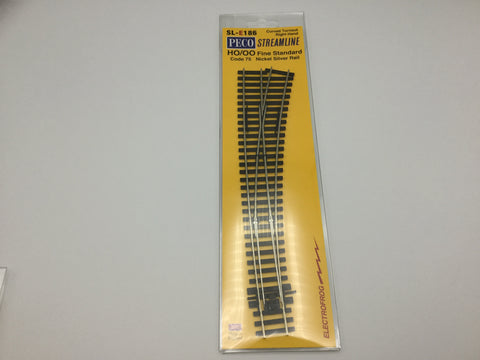 SL-E186
Curved Turnout
Right Hand
PECO STREAMLINE
HO/OO Fine Standard
Code 75 Nickel Silver Rail
ELECTROFROG